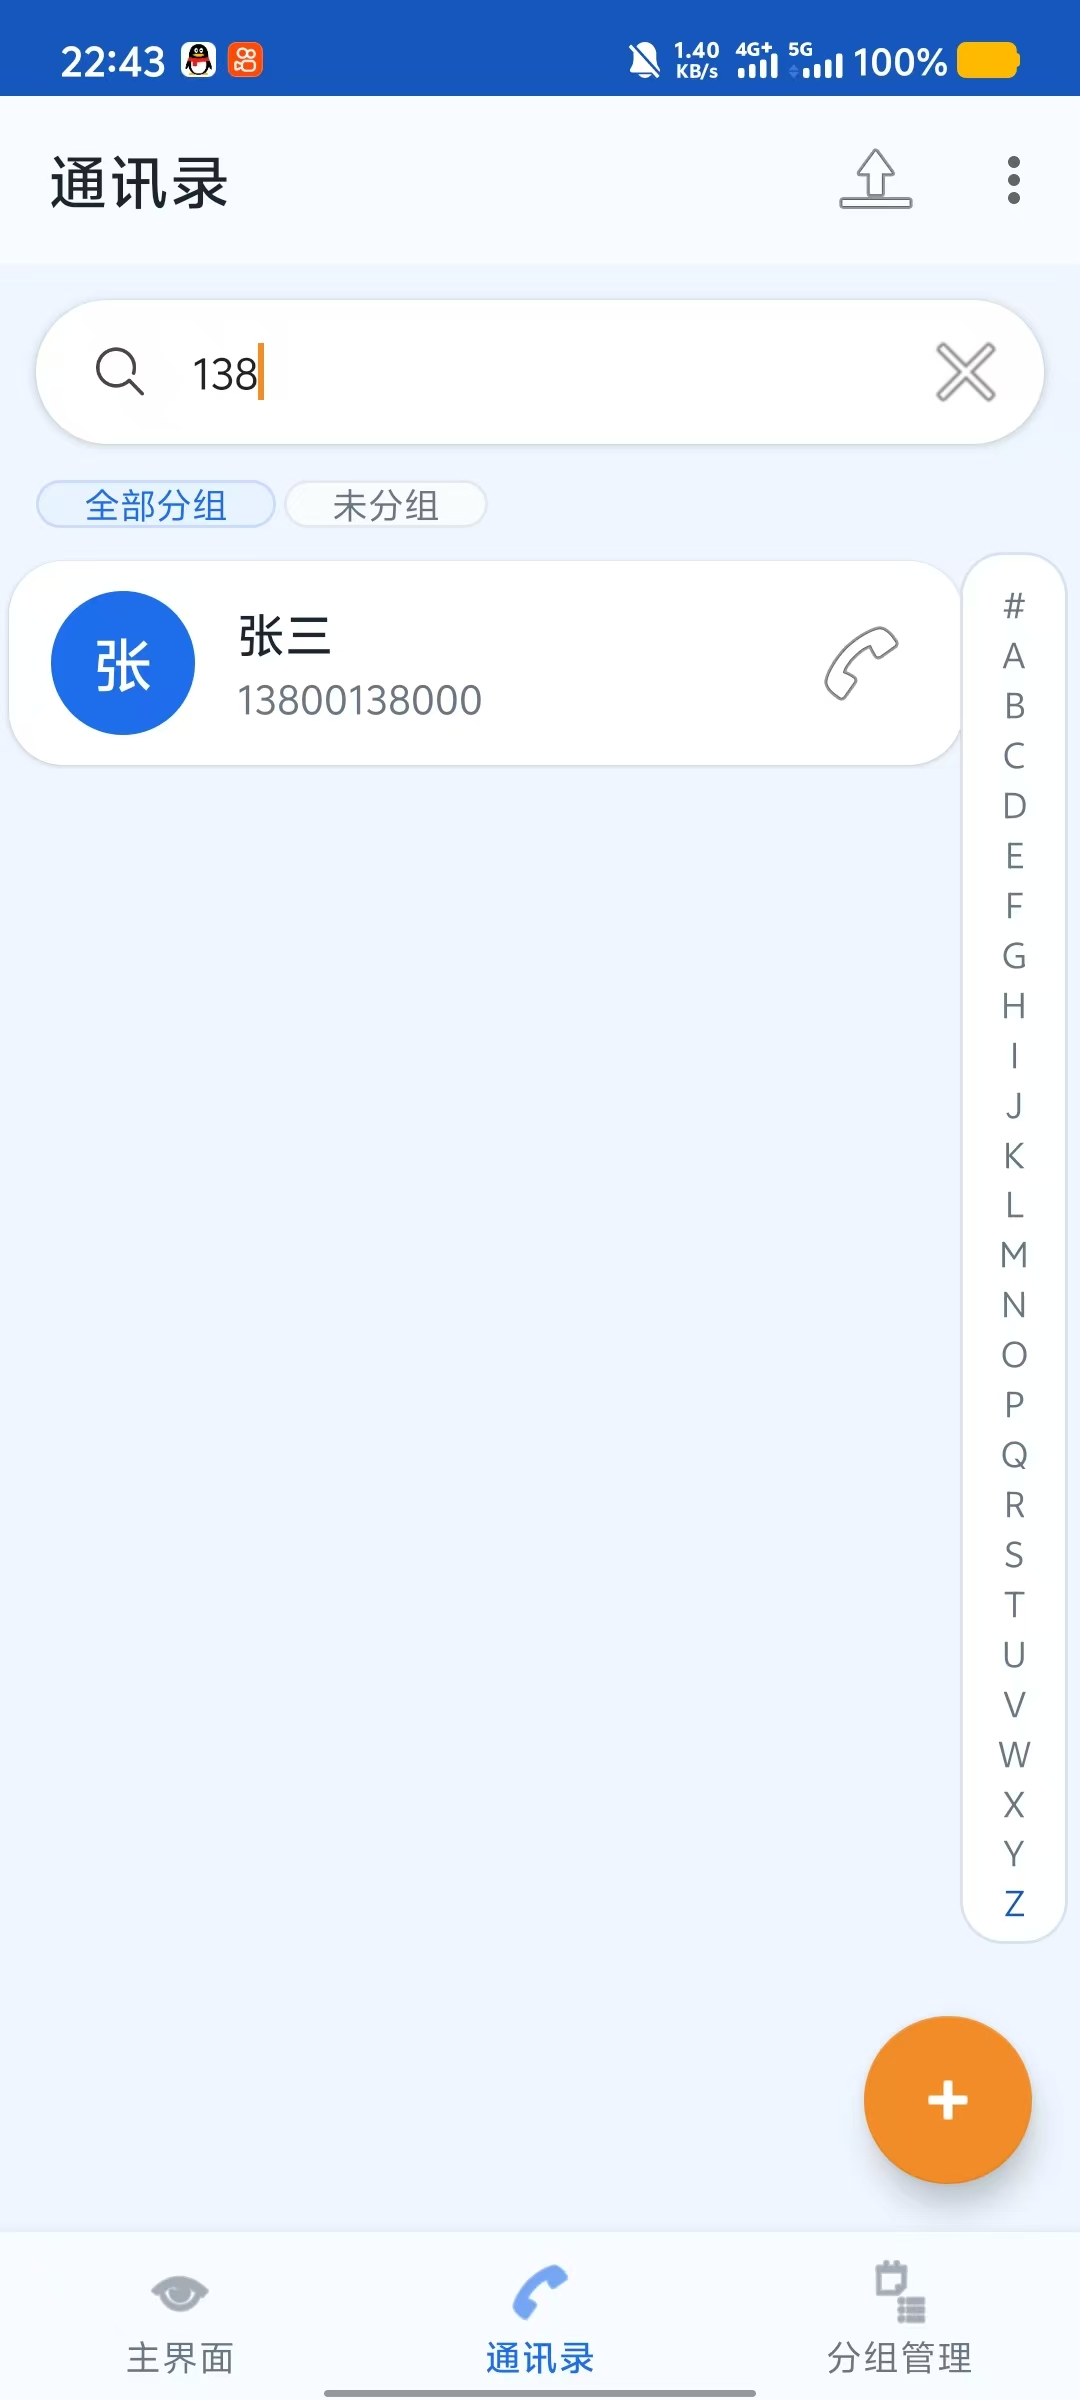 22:43 1.40 KB/s 4G+ 5G 100%
通讯录
138
全部分组 未分组
张 张三
13800138000
#
A
B
C
D
E
F
G
H
I
J
K
L
M
N
O
P
Q
R
S
T
U
V
W
X
Y
Z
+
主界面 通讯录 分组管理